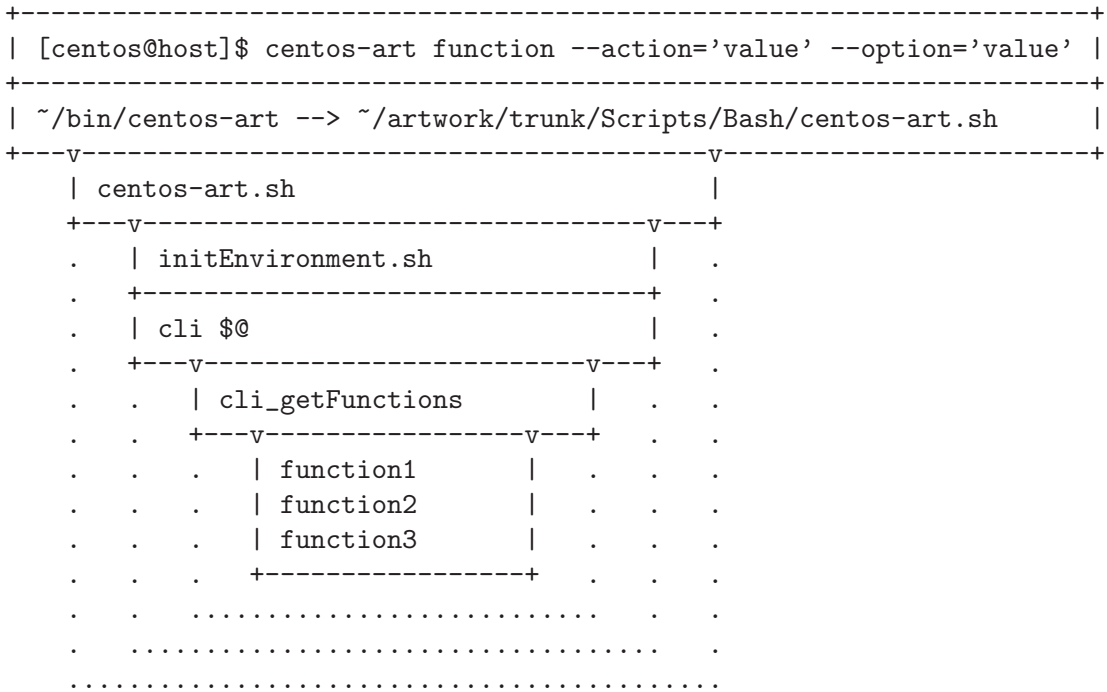 +----------------------------------------------------------------------+
| [centos@host]$ centos-art function --action=’value’ --option=’value’ |
+----------------------------------------------------------------------+
| ~/bin/centos-art --> ~/artwork/trunk/Scripts/Bash/centos-art.sh      |
+---v-----------------------------------------v------------------------+
    | centos-art.sh                           |
    +---v---------------------------------v---+
    .   | initEnvironment.sh              |   .
    .   +---------------------------------+   .
    .   | cli $@                          |   .
    .   +---v-------------------------v---+   .
    .   .   | cli_getFunctions        |   .   .
    .   .   +---v-----------------v---+   .   .
    .   .   .   | function1       |   .   .   .
    .   .   .   | function2       |   .   .   .
    .   .   .   | function3       |   .   .   .
    .   .   .   +-----------------+   .   .   .
    .   .   ...........................   .   .
    .   ...................................   .
    ...........................................